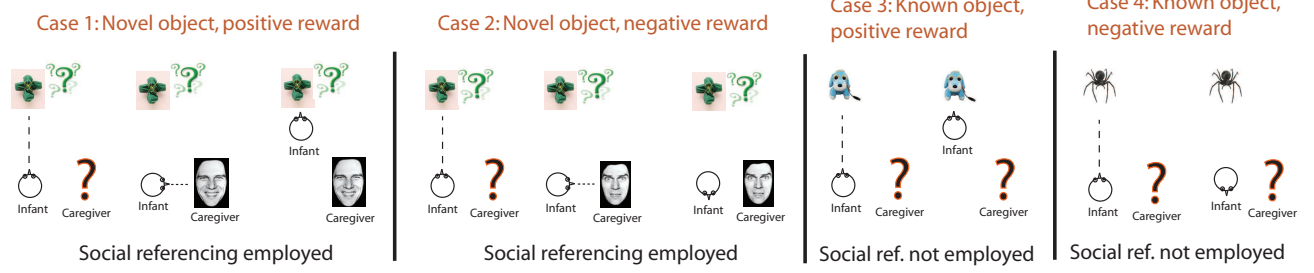 Case 1: Novel object, positive reward
Infant
Caregiver
Infant
Caregiver
Infant
Caregiver
Social referencing employed
Case 2: Novel object, negative reward
Infant
Caregiver
Infant
Caregiver
Infant
Caregiver
Social referencing employed
Case 3: Known object,
positive reward
Infant
Caregiver
Infant
Caregiver
Social ref. not employed
Case 4: Known object,
negative reward
Infant
Caregiver
Infant
Caregiver
Social ref. not employed